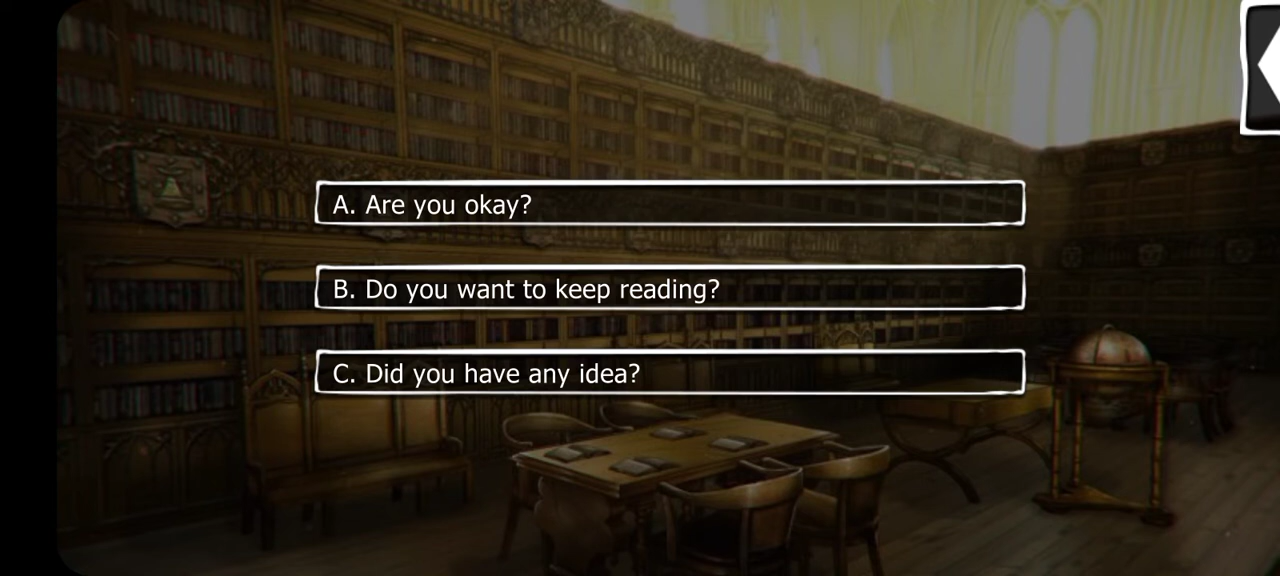 A. Are you okay?
B. Do you want to keep reading?
C. Did you have any idea?